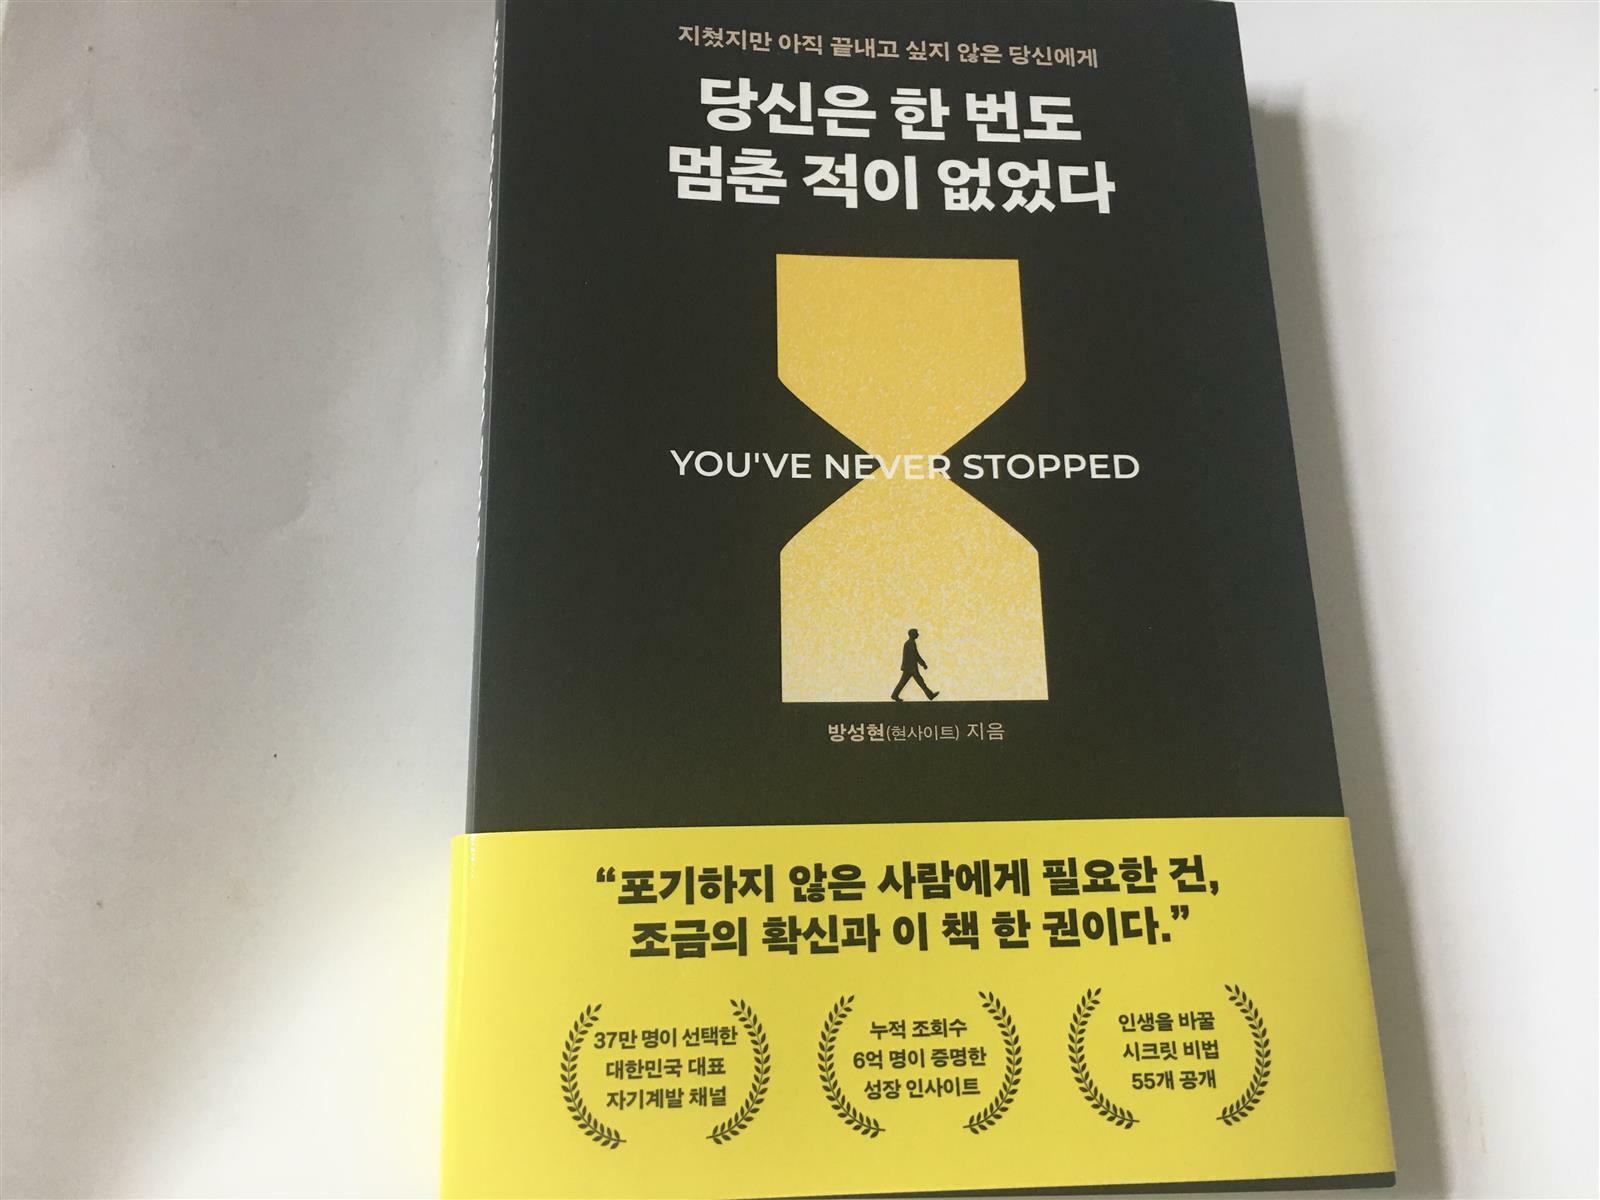 지쳤지만 아직 끝내고 싶지 않은 당신에게
당신은 한 번도
멈춘 적이 없었다
YOU'VE NEVER STOPPED
방성현(현사이트) 지음
“포기하지 않은 사람에게 필요한 건,
조금의 확신과 이 책 한 권이다.”
37만 명이 선택한
대한민국 대표
자기계발 채널
누적 조회수
6억 명이 증명한
성장 인사이트
인생을 바꿀
시크릿 비법
55개 공개